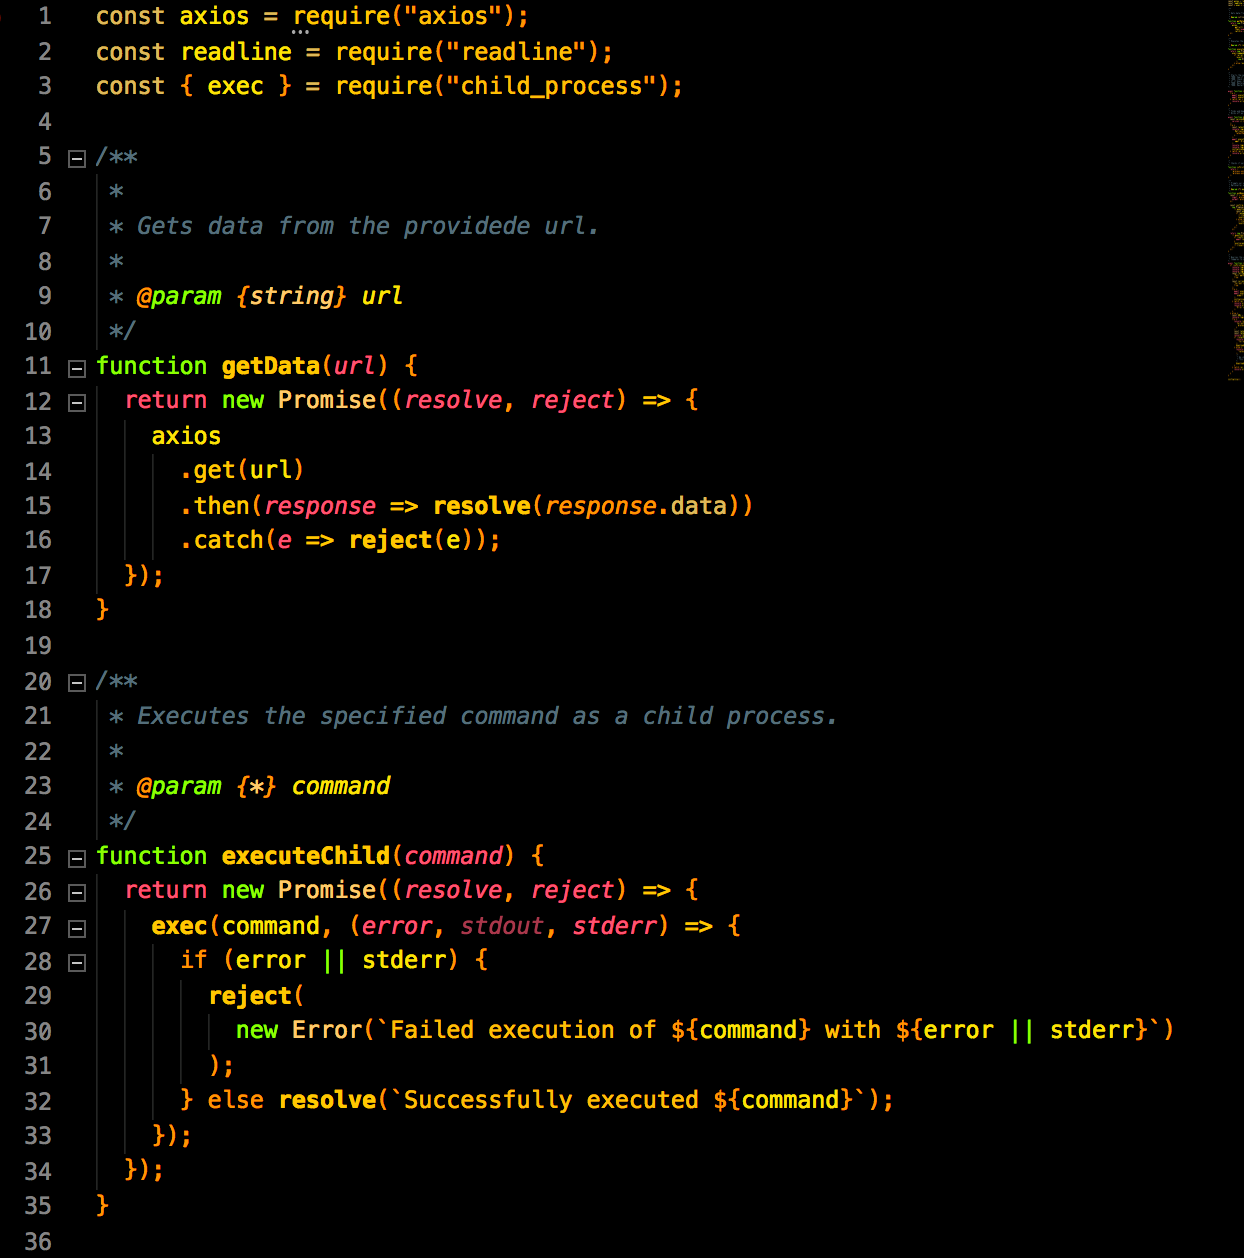 1 const axios = require("axios");
2 const readline = require("readline");
3 const { exec } = require("child_process");
4
5 /**
6 *
7 * Gets data from the providede url.
8 *
9 * @param {string} url
10 */
11 function getData(url) {
12 return new Promise((resolve, reject) => {
13 axios
14 .get(url)
15 .then(response => resolve(response.data))
16 .catch(e => reject(e));
17 });
18 }
19
20 /**
21 * Executes the specified command as a child process.
22 *
23 * @param {*} command
24 */
25 function executeChild(command) {
26 return new Promise((resolve, reject) => {
27 exec(command, (error, stdout, stderr) => {
28 if (error || stderr) {
29 reject(
30 new Error(`Failed execution of ${command} with ${error || stderr}`)
31 );
32 } else resolve(`Successfully executed ${command}`);
33 });
34 });
35 }
36